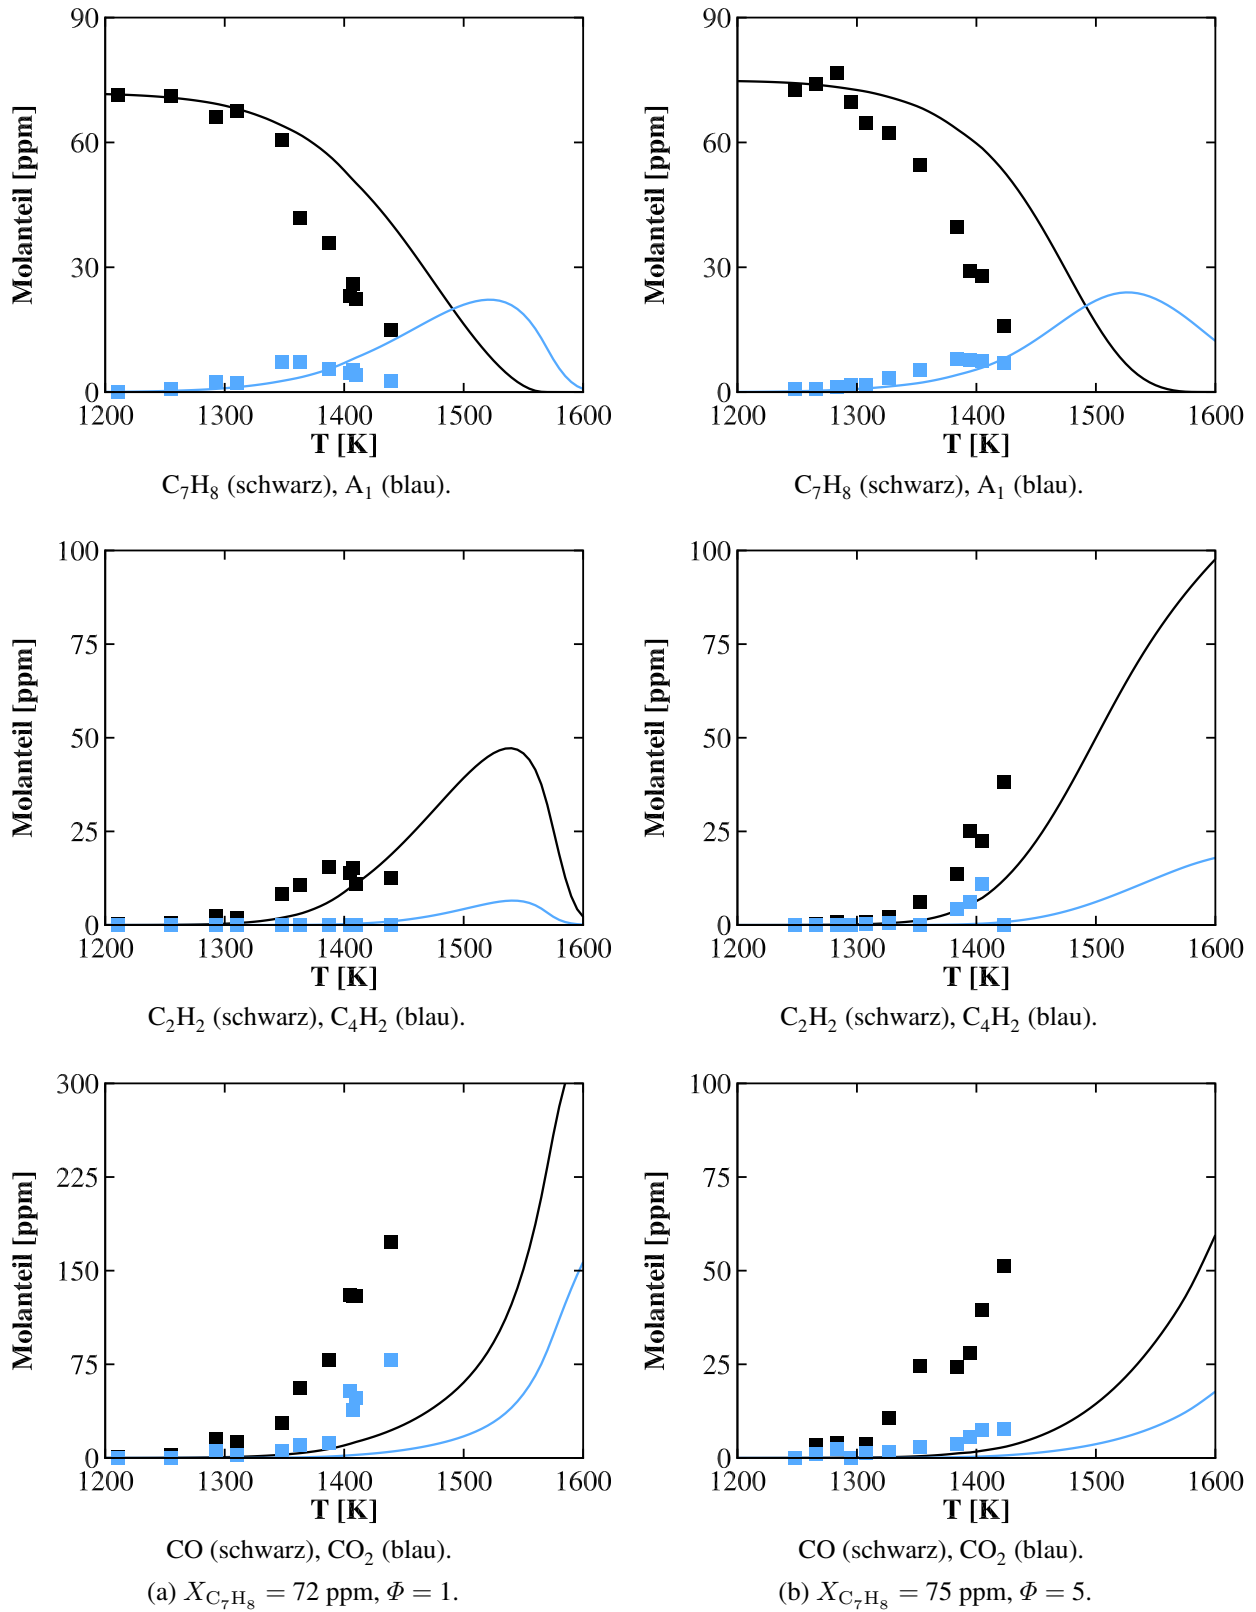 90
60
30
0
Molanteil [ppm]
1200 1300 1400 1500 1600
T [K]
C₇H₈ (schwarz), A₁ (blau).
90
60
30
0
Molanteil [ppm]
1200 1300 1400 1500 1600
T [K]
C₇H₈ (schwarz), A₁ (blau).
100
75
50
25
0
Molanteil [ppm]
1200 1300 1400 1500 1600
T [K]
C₂H₂ (schwarz), C₄H₂ (blau).
100
75
50
25
0
Molanteil [ppm]
1200 1300 1400 1500 1600
T [K]
C₂H₂ (schwarz), C₄H₂ (blau).
300
225
150
75
0
Molanteil [ppm]
1200 1300 1400 1500 1600
T [K]
CO (schwarz), CO₂ (blau).
(a) X_C₇H₈ = 72 ppm, Φ = 1.
100
75
50
25
0
Molanteil [ppm]
1200 1300 1400 1500 1600
T [K]
CO (schwarz), CO₂ (blau).
(b) X_C₇H₈ = 75 ppm, Φ = 5.